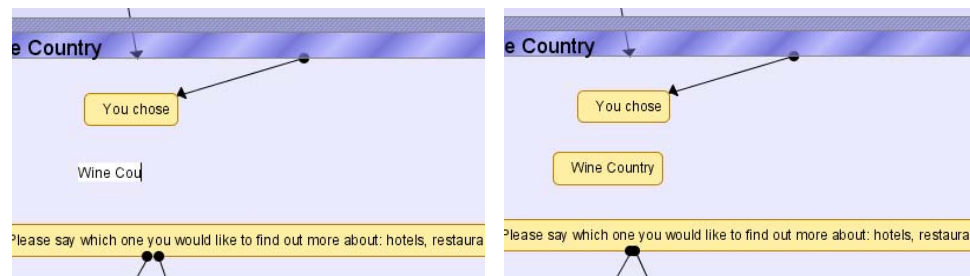 e Country
You chose
Wine Cou
Please say which one you would like to find out more about: hotels, restaura
e Country
You chose
Wine Country
Please say which one you would like to find out more about: hotels, restaura